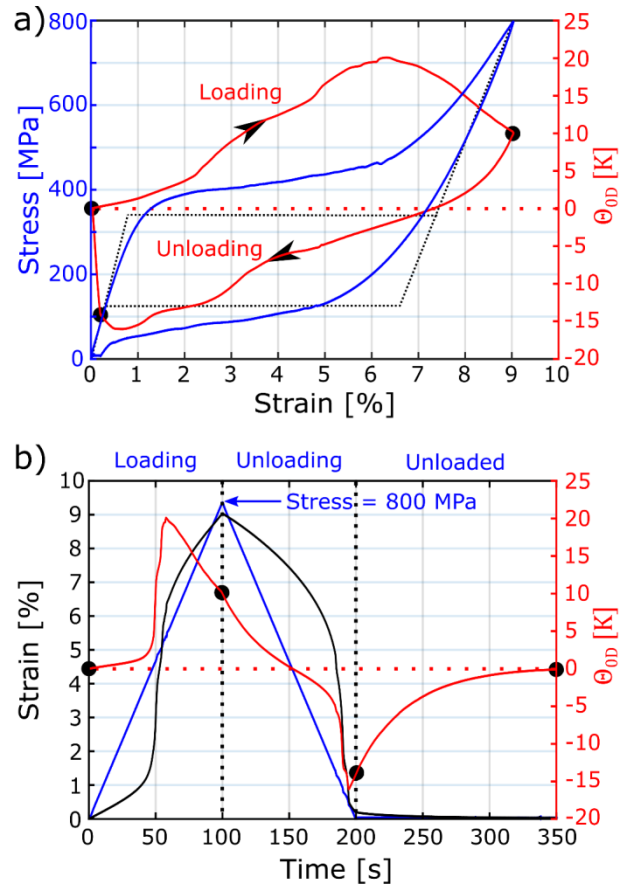 a)
800
600
400
200
0
Stress [MPa]
25
20
15
10
5
0
-5
-10
-15
-20
Θ0D [K]
Loading
Unloading
0 1 2 3 4 5 6 7 8 9 10
Strain [%]
b)
Loading Unloading Unloaded
Stress = 800 MPa
10
9
8
7
6
5
4
3
2
1
0
Strain [%]
25
20
15
10
5
0
-5
-10
-15
-20
Θ0D [K]
0 50 100 150 200 250 300 350
Time [s]